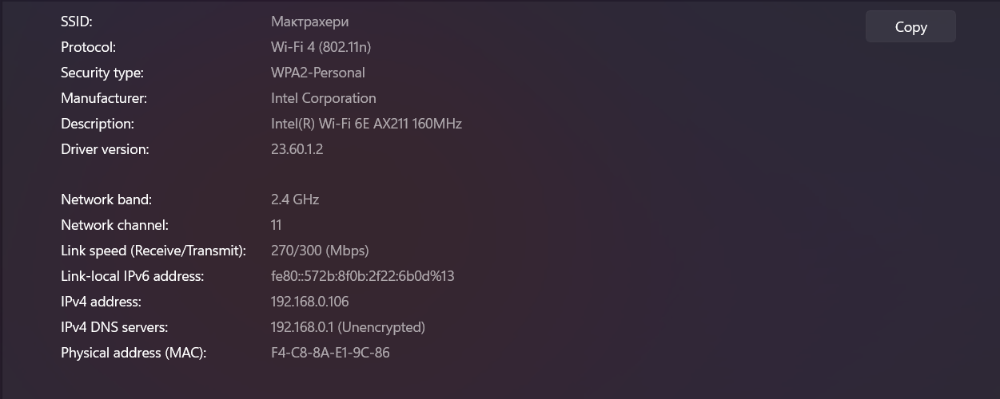 SSID: Мактрахери
Copy
Protocol: Wi-Fi 4 (802.11n)
Security type: WPA2-Personal
Manufacturer: Intel Corporation
Description: Intel(R) Wi-Fi 6E AX211 160MHz
Driver version: 23.60.1.2
Network band: 2.4 GHz
Network channel: 11
Link speed (Receive/Transmit): 270/300 (Mbps)
Link-local IPv6 address: fe80::572b:8f0b:2f22:6b0d%13
IPv4 address: 192.168.0.106
IPv4 DNS servers: 192.168.0.1 (Unencrypted)
Physical address (MAC): F4-C8-8A-E1-9C-86